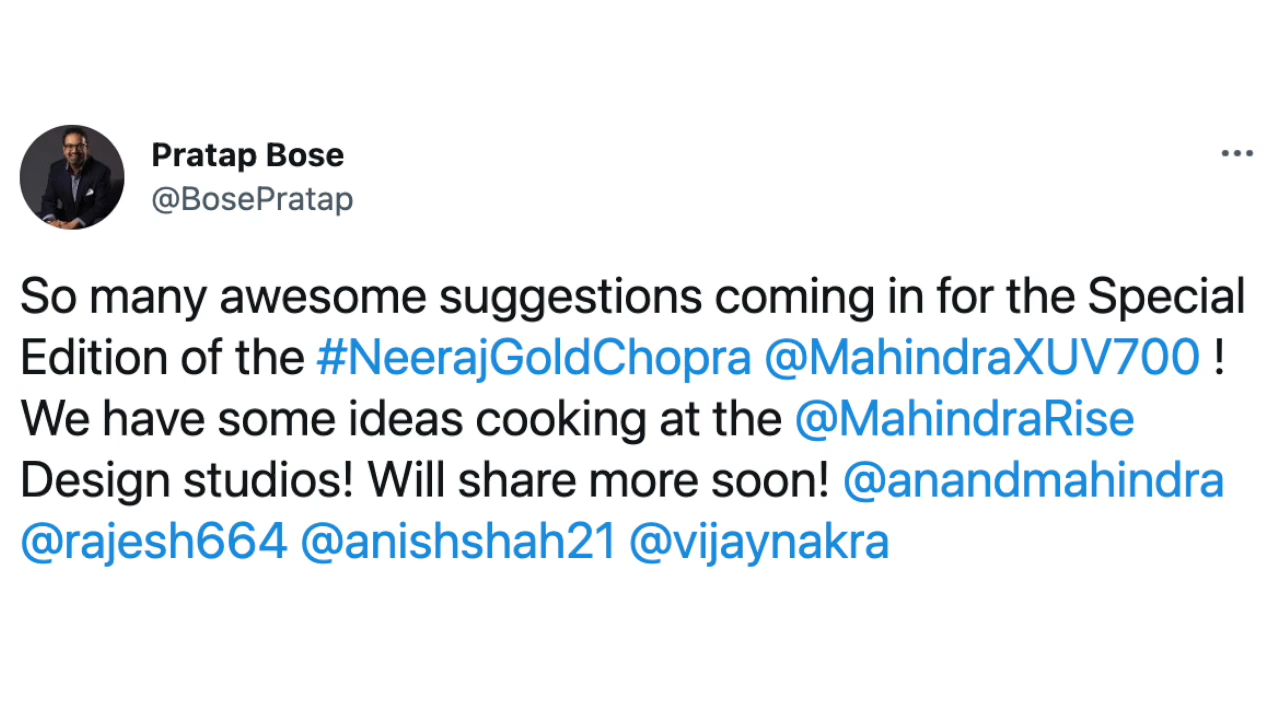 Pratap Bose
@BosePratap
So many awesome suggestions coming in for the Special
Edition of the #NeerajGoldChopra @MahindraXUV700 !
We have some ideas cooking at the @MahindraRise
Design studios! Will share more soon! @anandmahindra
@rajesh664 @anishshah21 @vijaynakra